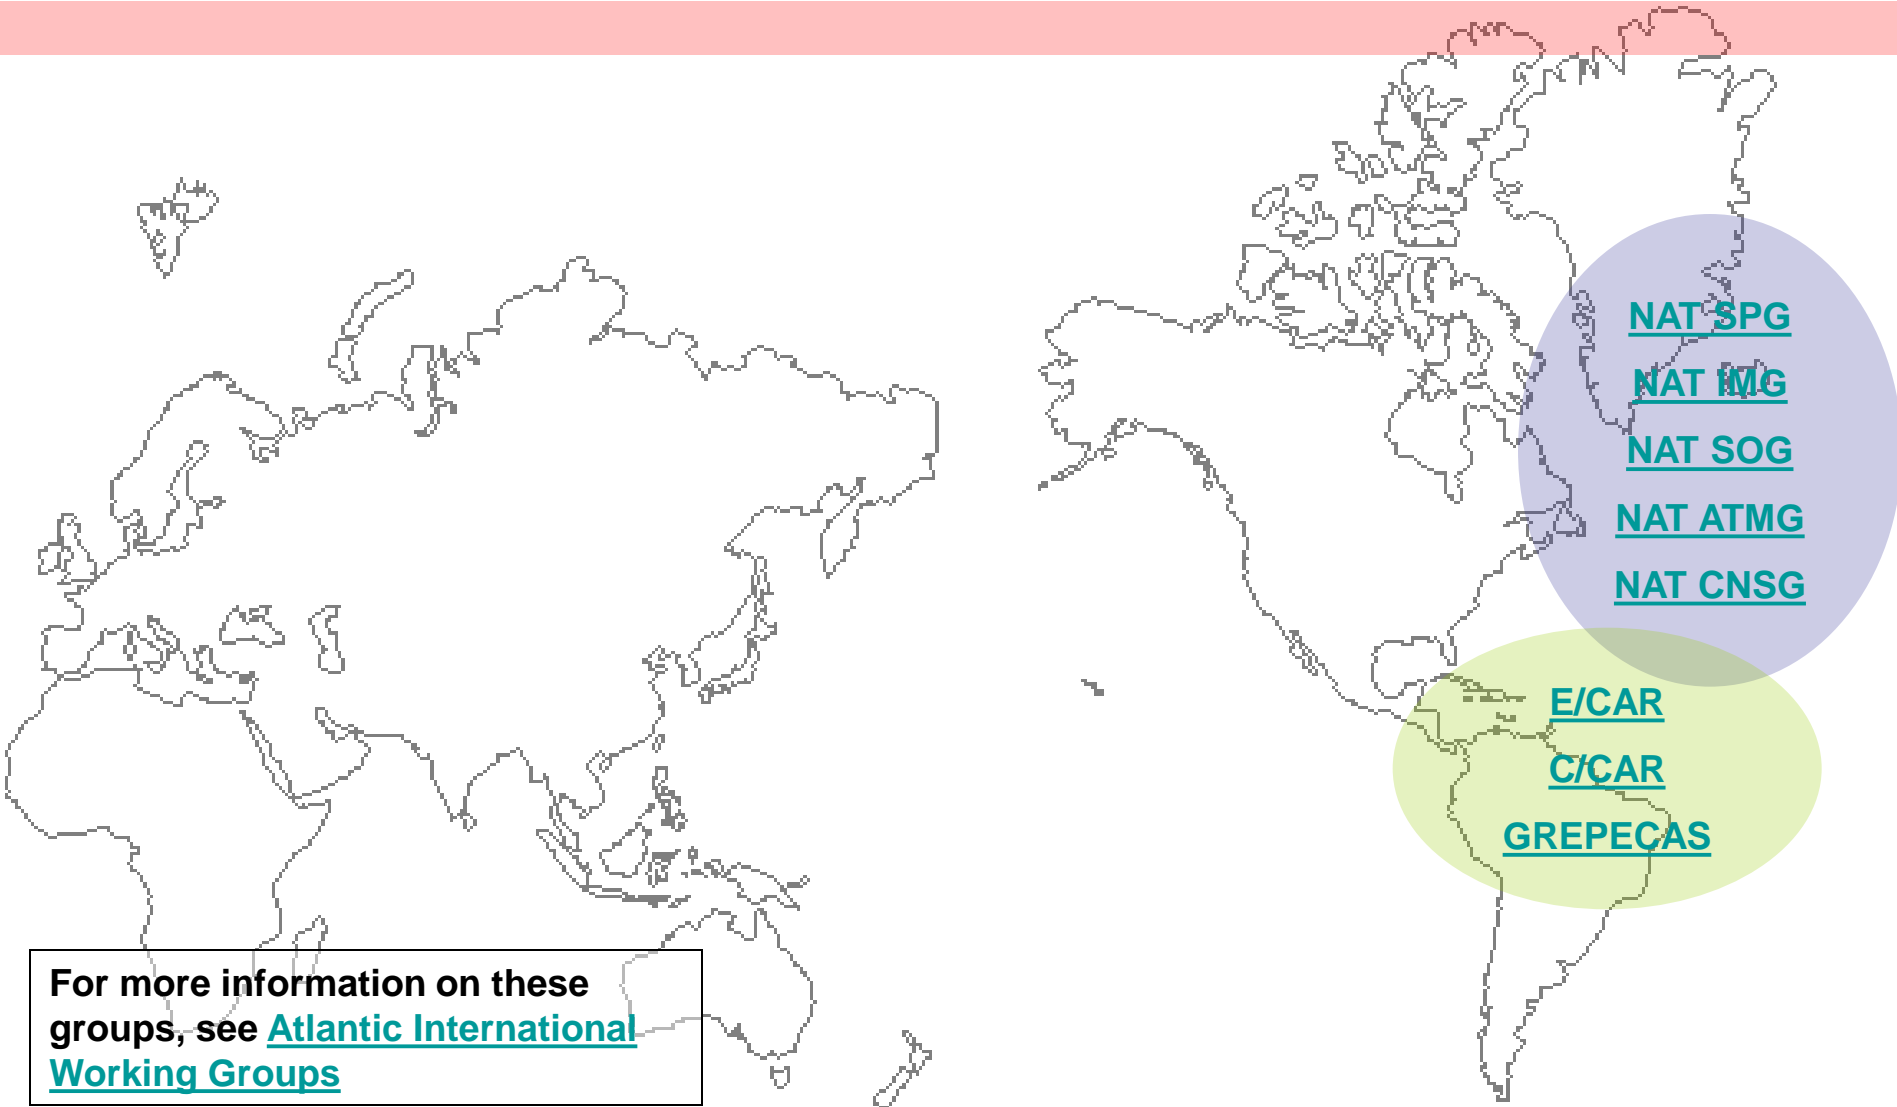 NAT SPG
NAT IMG
NAT SOG
NAT ATMG
NAT CNSG
E/CAR
C/CAR
GREPECAS
For more information on these
groups, see Atlantic International
Working Groups